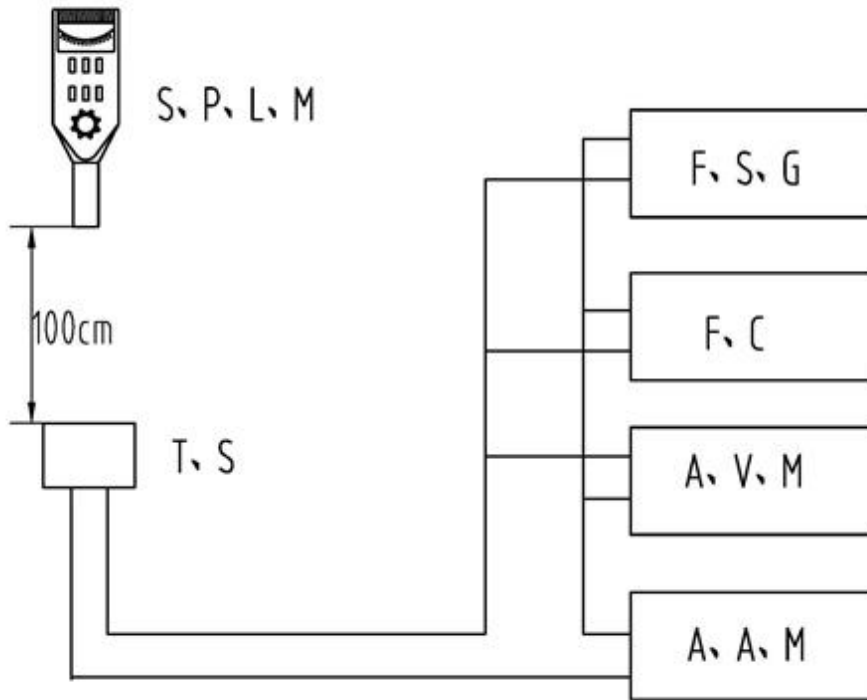 S、P、L、M
F、S、G
100cm
F、C
T、S
A、V、M
A、A、M